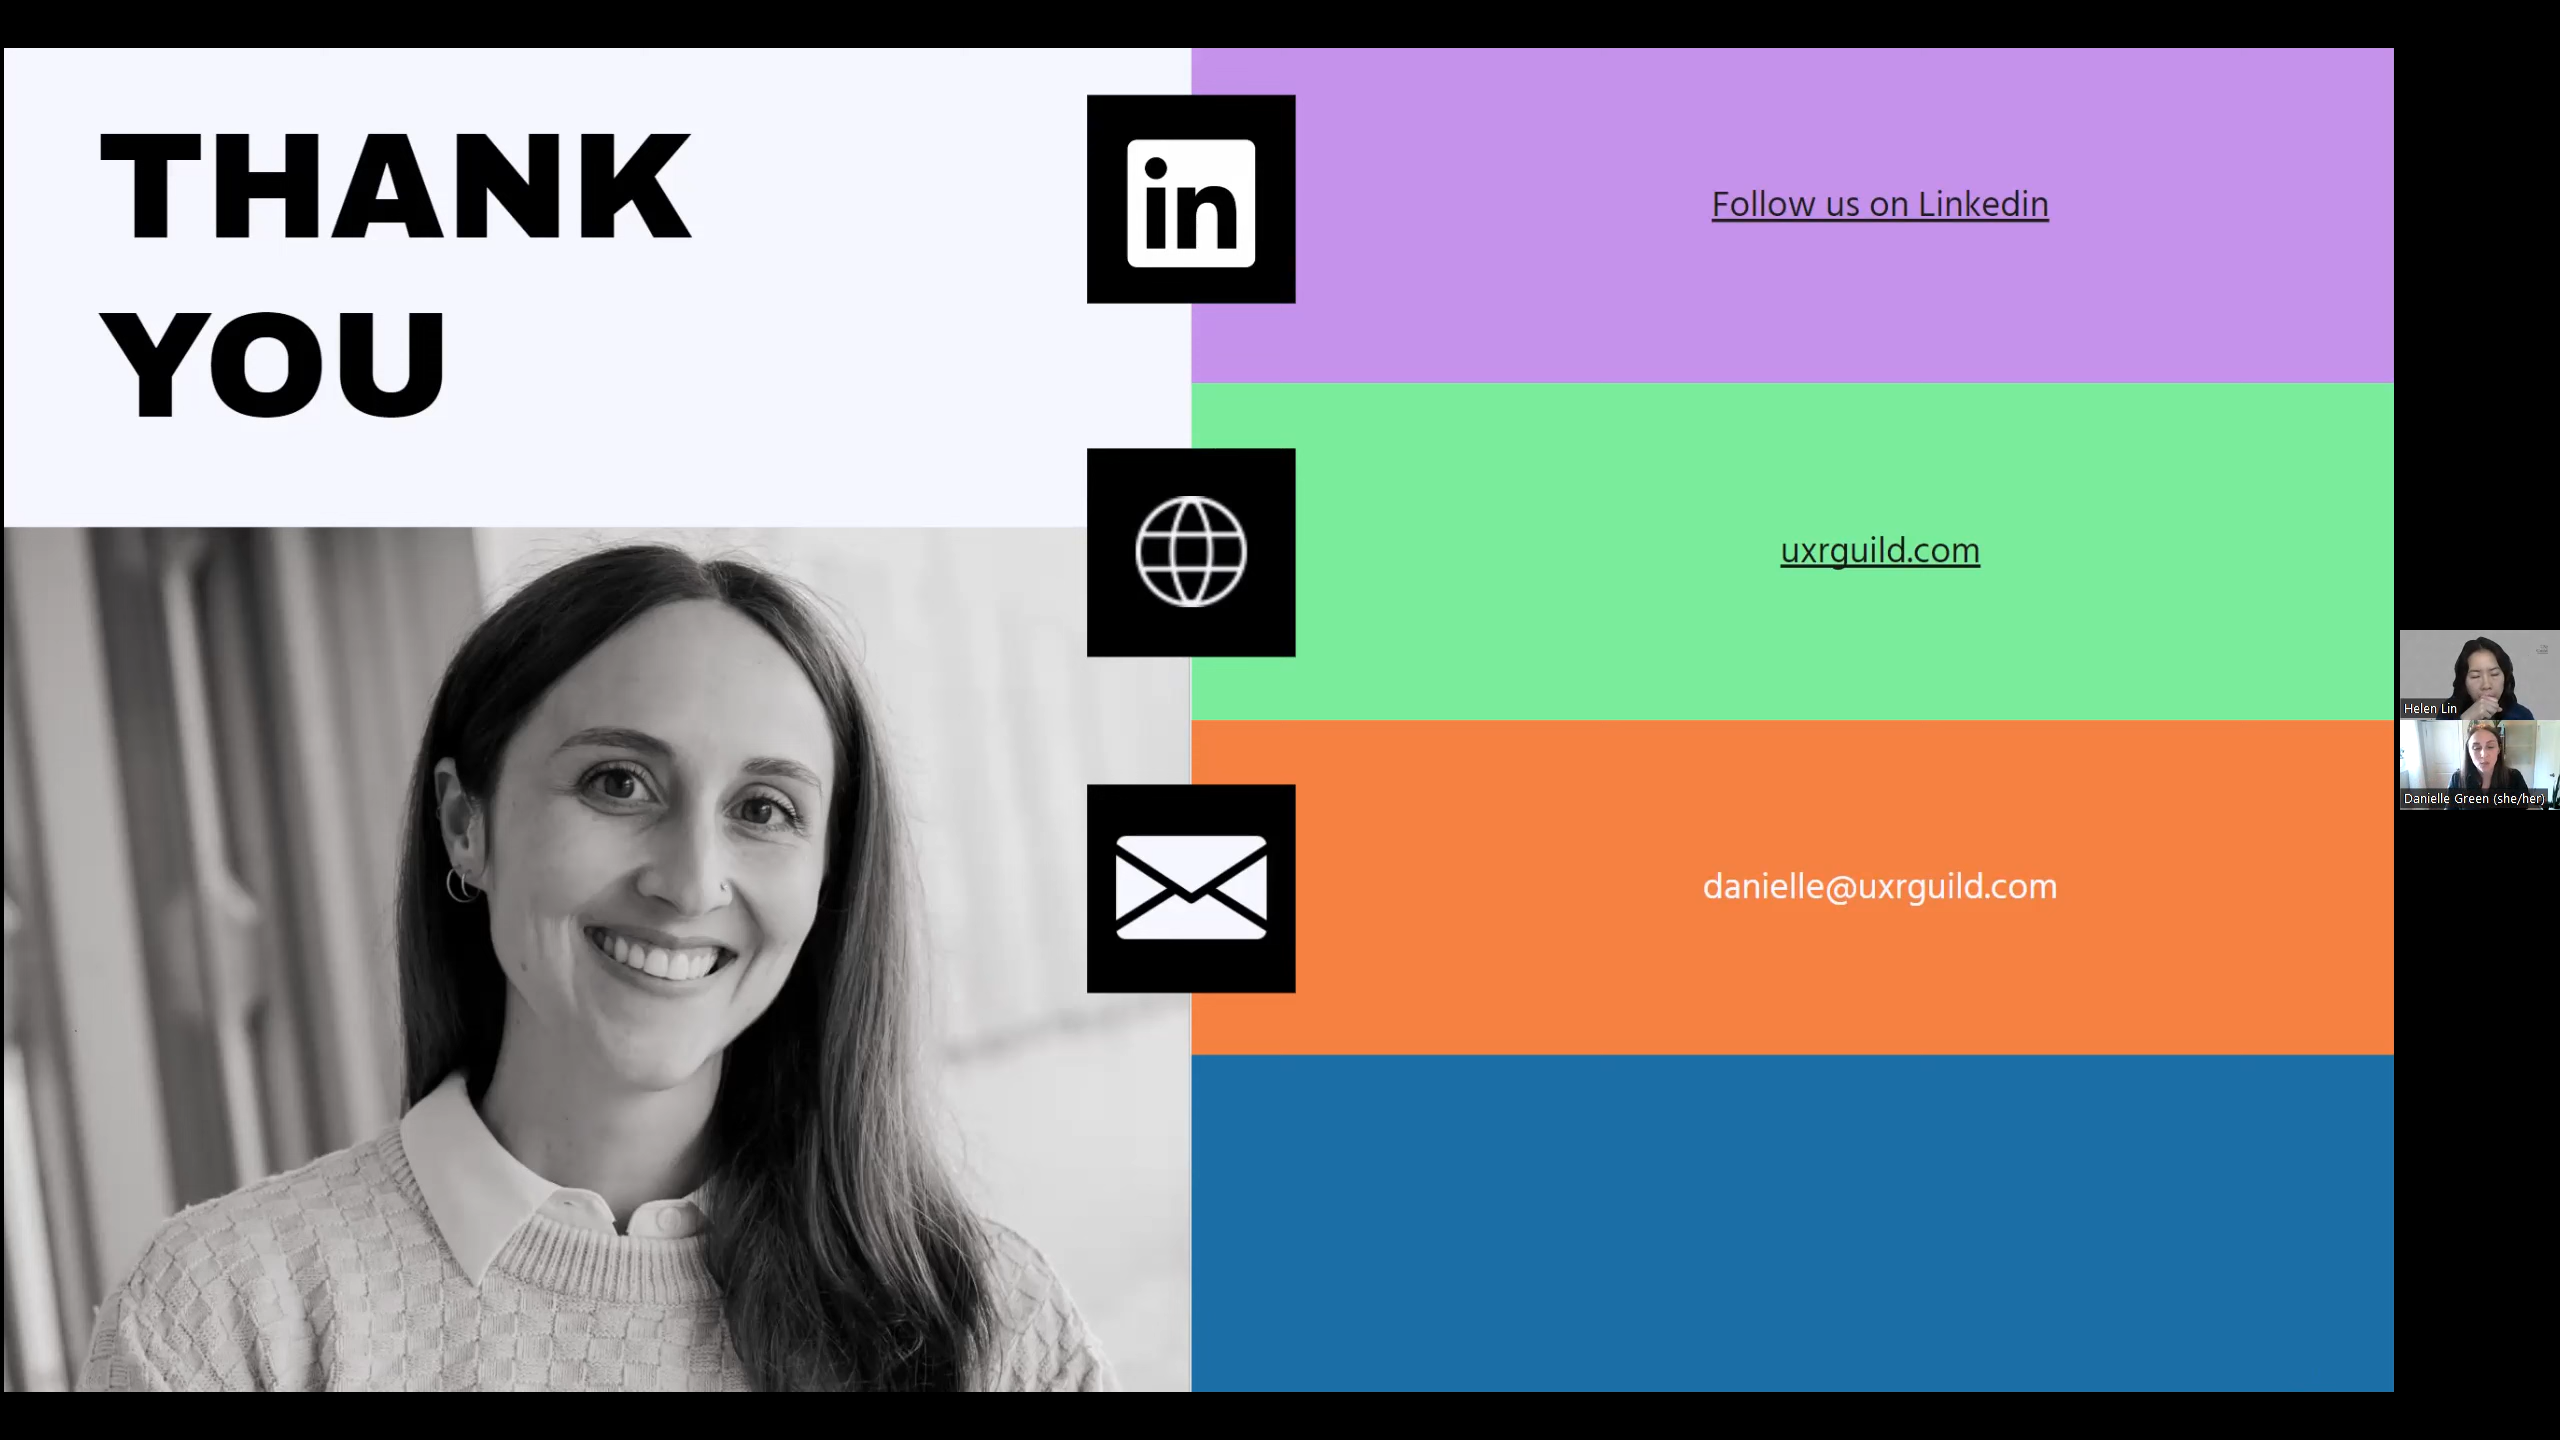 THANK
YOU
in
Follow us on Linkedin
uxrguild.com
danielle@uxrguild.com
Helen Lin
Danielle Green (she/her)